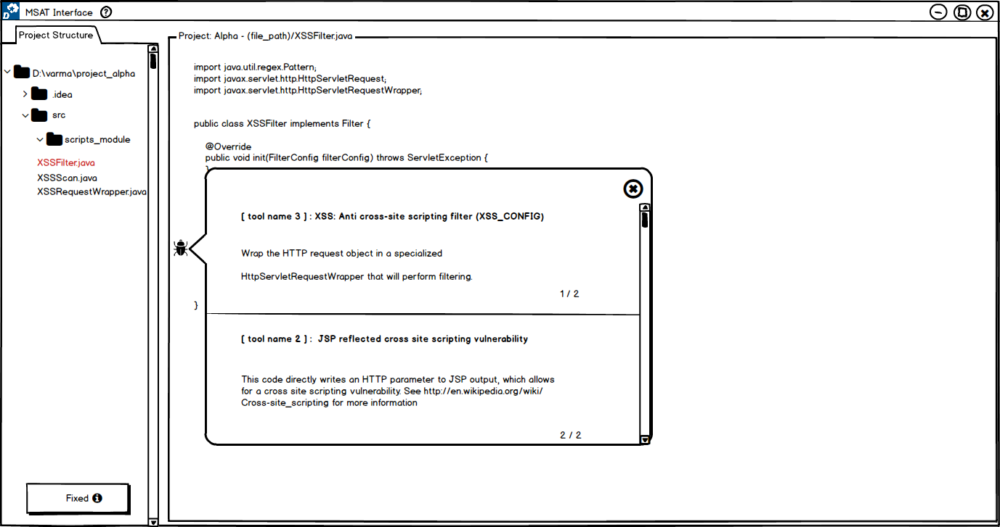 MSAT Interface ?
Project Structure
D:\varma\project_alpha
.idea
src
scripts_module
XSSFilter.java
XSSScan.java
XSSRequestWrapper.java
Fixed i
Project: Alpha - (file_path)/XSSFilter.java
import java.util.regex.Pattern;
import javax.servlet.http.HttpServletRequest;
import javax.servlet.http.HttpServletRequestWrapper;
public class XSSFilter implements Filter {
@Override
public void init(FilterConfig filterConfig) throws ServletException {
}
[ tool name 3 ] : XSS: Anti cross-site scripting filter (XSS_CONFIG)
Wrap the HTTP request object in a specialized
HttpServletRequestWrapper that will perform filtering.
1 / 2
[ tool name 2 ] : JSP reflected cross site scripting vulnerability
This code directly writes an HTTP parameter to JSP output, which allows
for a cross site scripting vulnerability. See http://en.wikipedia.org/wiki/
Cross-site_scripting for more information
2 / 2
}